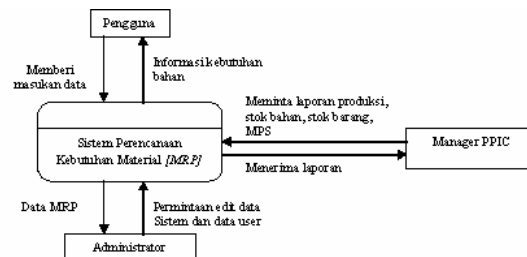 Pengguna
Memberi
masukan data
Informasi kebutuhan
bahan
Meminta laporan produksi,
stok bahan, stok barang,
MPS
Sistem Perencanaan
Kebutuhan Material [MRP]
Manager PPIC
Menerima laporan
Data MRP
Permintaan edit data
Sistem dan data user
Administrator